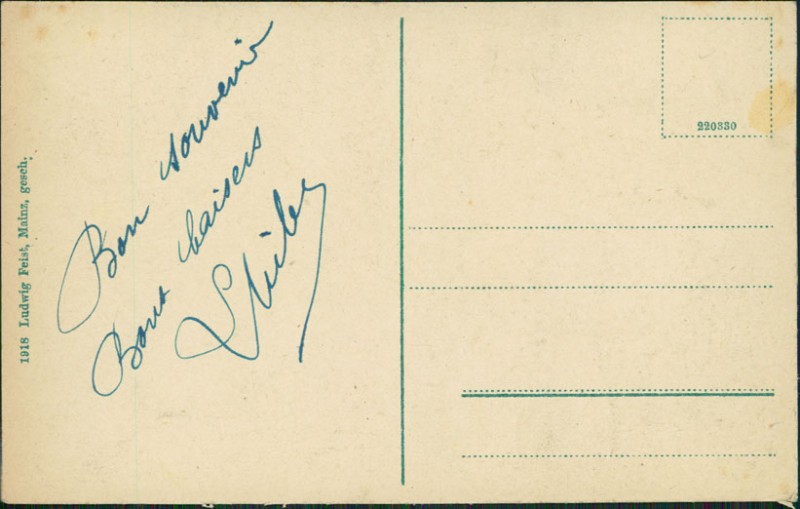 Bon souvenir
Bons baisers
220330
1918 Ludwig Feist, Mainz, gesch.